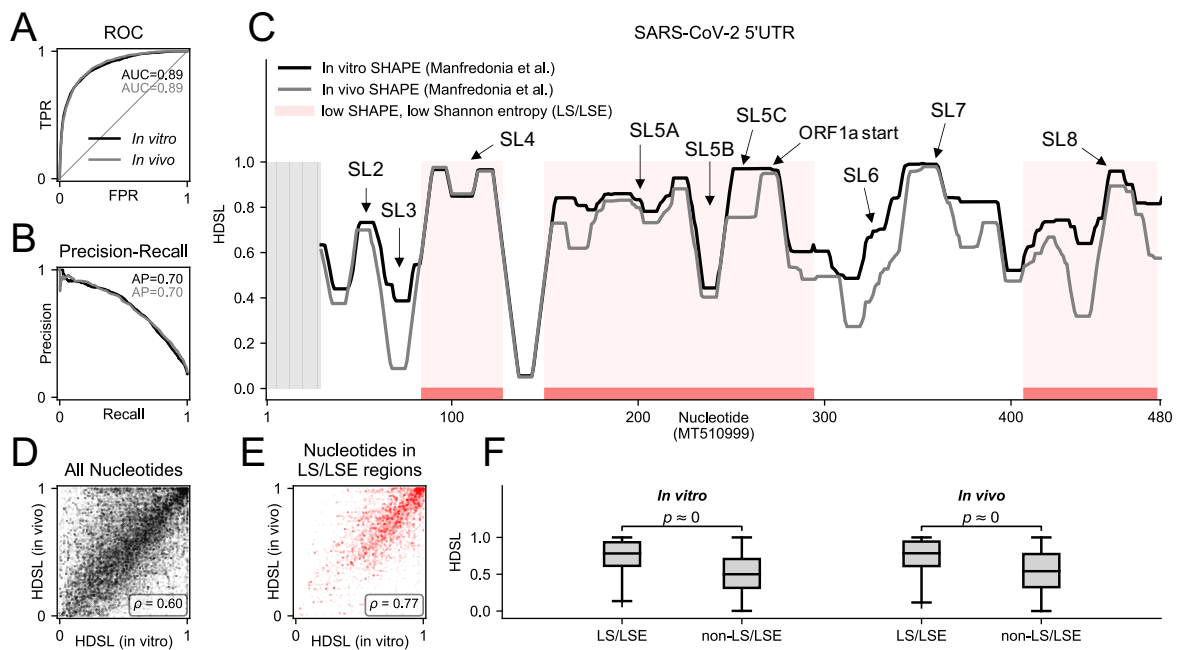 A
ROC
1
TPR
0
AUC=0.89
AUC=0.89
In vitro
In vivo
0
FPR
1
B
Precision-Recall
1
Precision
0
AP=0.70
AP=0.70
0
Recall
1
C
SARS-CoV-2 5'UTR
In vitro SHAPE (Manfredonia et al.)
In vivo SHAPE (Manfredonia et al.)
low SHAPE, low Shannon entropy (LS/LSE)
SL2
SL3
SL4
SL5A
SL5B
SL5C
ORF1a start
SL6
SL7
SL8
HDSL
1.0
0.8
0.6
0.4
0.2
0.0
1
100
200
300
400
480
Nucleotide
(MT510999)
D
All Nucleotides
1
HDSL (in vivo)
0
ρ = 0.60
0
1
HDSL (in vitro)
E
Nucleotides in
LS/LSE regions
1
HDSL (in vivo)
0
ρ = 0.77
0
1
HDSL (in vitro)
F
In vitro
p ≈ 0
In vivo
p ≈ 0
HDSL
1.0
0.5
0.0
LS/LSE
non-LS/LSE
LS/LSE
non-LS/LSE